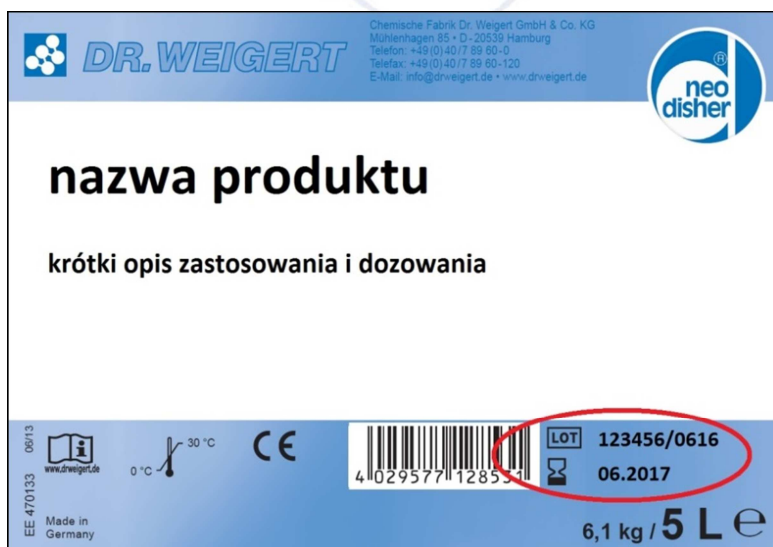 DR. WEIGERT
Chemische Fabrik Dr. Weigert GmbH & Co. KG
Mühlenhagen 85 • D-20539 Hamburg
Telefon: +49(0)40/7 89 60-0
Telefax: +49(0)40/7 89 60-120
E-Mail: info@drweigert.de • www.drweigert.de
neo
disher
®
nazwa produktu
krótki opis zastosowania i dozowania
EE 470133 06/13
www.drweigert.de
0 °C
30 °C
CE
4 029577 128531
LOT 123456/0616
06.2017
Made in
Germany
6,1 kg / 5 L ℮